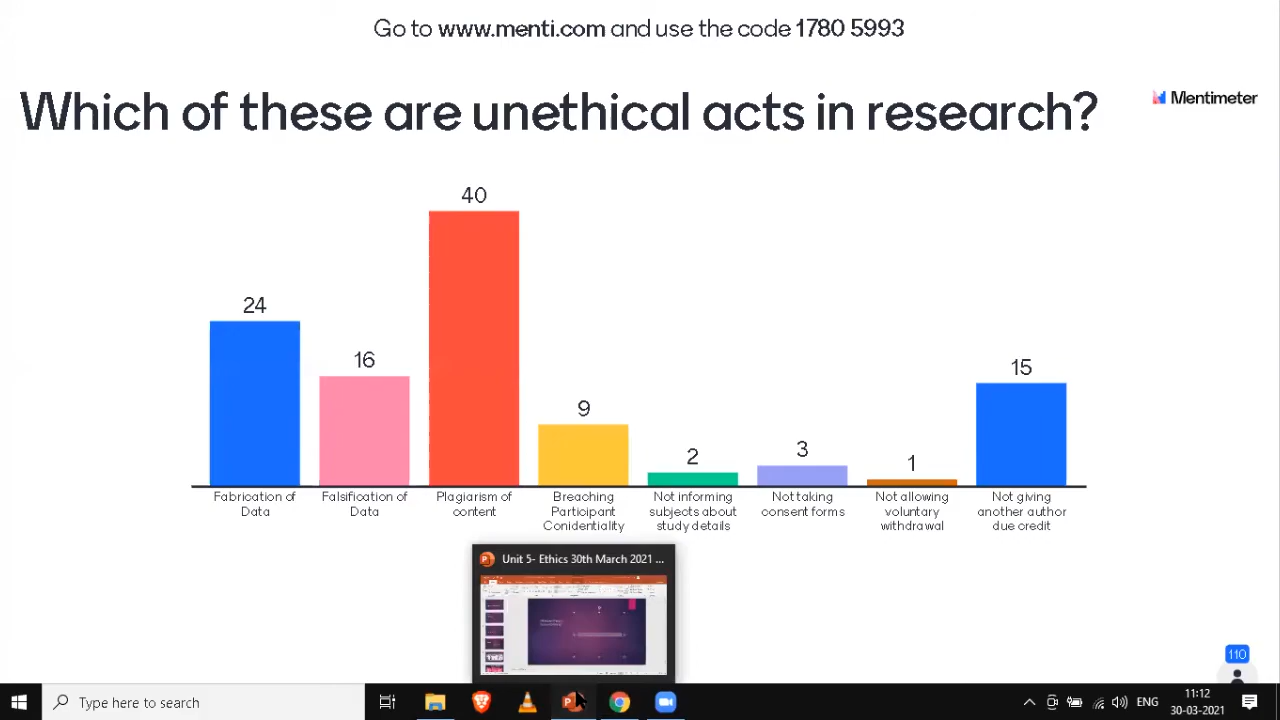 Go to www.menti.com and use the code 1780 5993
Which of these are unethical acts in research?
Mentimeter
40
24
16
9
2
3
1
15
Fabrication of
Data
Falsification of
Data
Plagiarism of
content
Breaching
Participant
Conidentiality
Not informing
subjects about
study details
Not taking
consent forms
Not allowing
voluntary
withdrawal
Not giving
another author
due credit
Unit 5- Ethics 30th March 2021 ...
110
Type here to search
ENG
11:12
30-03-2021